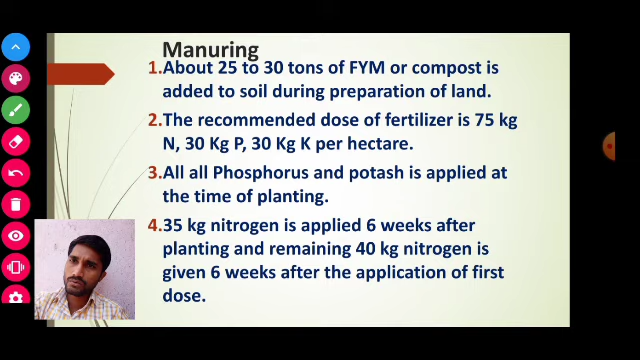 Manuring
1.About 25 to 30 tons of FYM or compost is
added to soil during preparation of land.
2.The recommended dose of fertilizer is 75 kg
N, 30 Kg P, 30 Kg K per hectare.
3.All all Phosphorus and potash is applied at
the time of planting.
4.35 kg nitrogen is applied 6 weeks after
planting and remaining 40 kg nitrogen is
given 6 weeks after the application of first
dose.